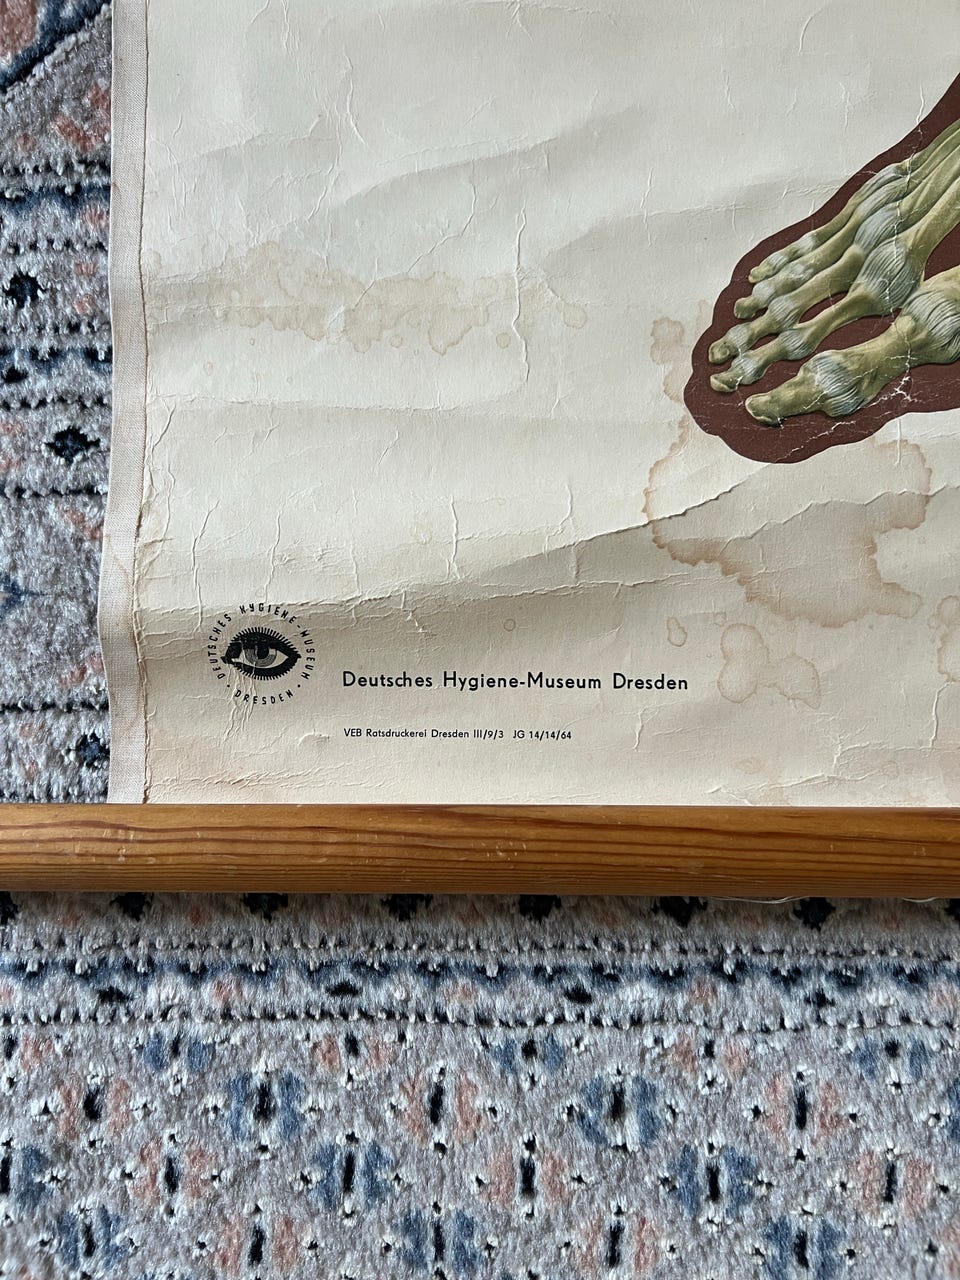 DEUTSCHES HYGIENE-MUSEUM • DRESDEN •
Deutsches Hygiene-Museum Dresden
VEB Ratsdruckerei Dresden III/9/3 JG 14/14/64